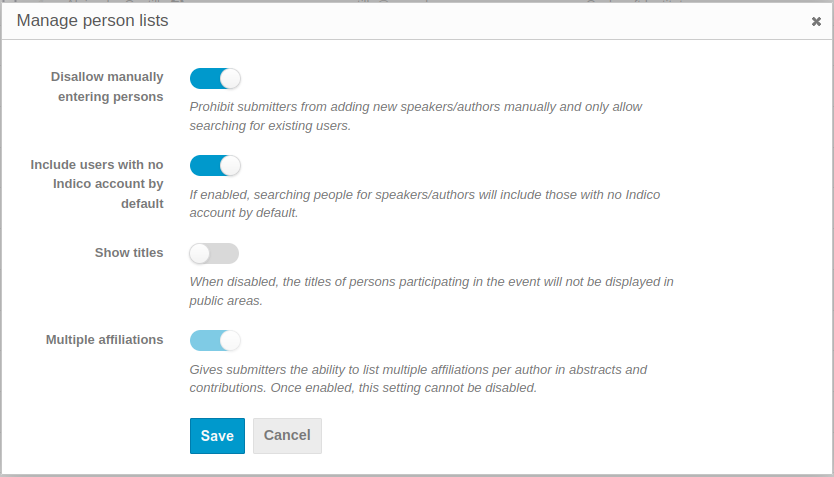 Manage person lists
Disallow manually
entering persons
Prohibit submitters from adding new speakers/authors manually and only allow
searching for existing users.
Include users with no
Indico account by
default
If enabled, searching people for speakers/authors will include those with no Indico
account by default.
Show titles
When disabled, the titles of persons participating in the event will not be displayed in
public areas.
Multiple affiliations
Gives submitters the ability to list multiple affiliations per author in abstracts and
contributions. Once enabled, this setting cannot be disabled.
Save
Cancel